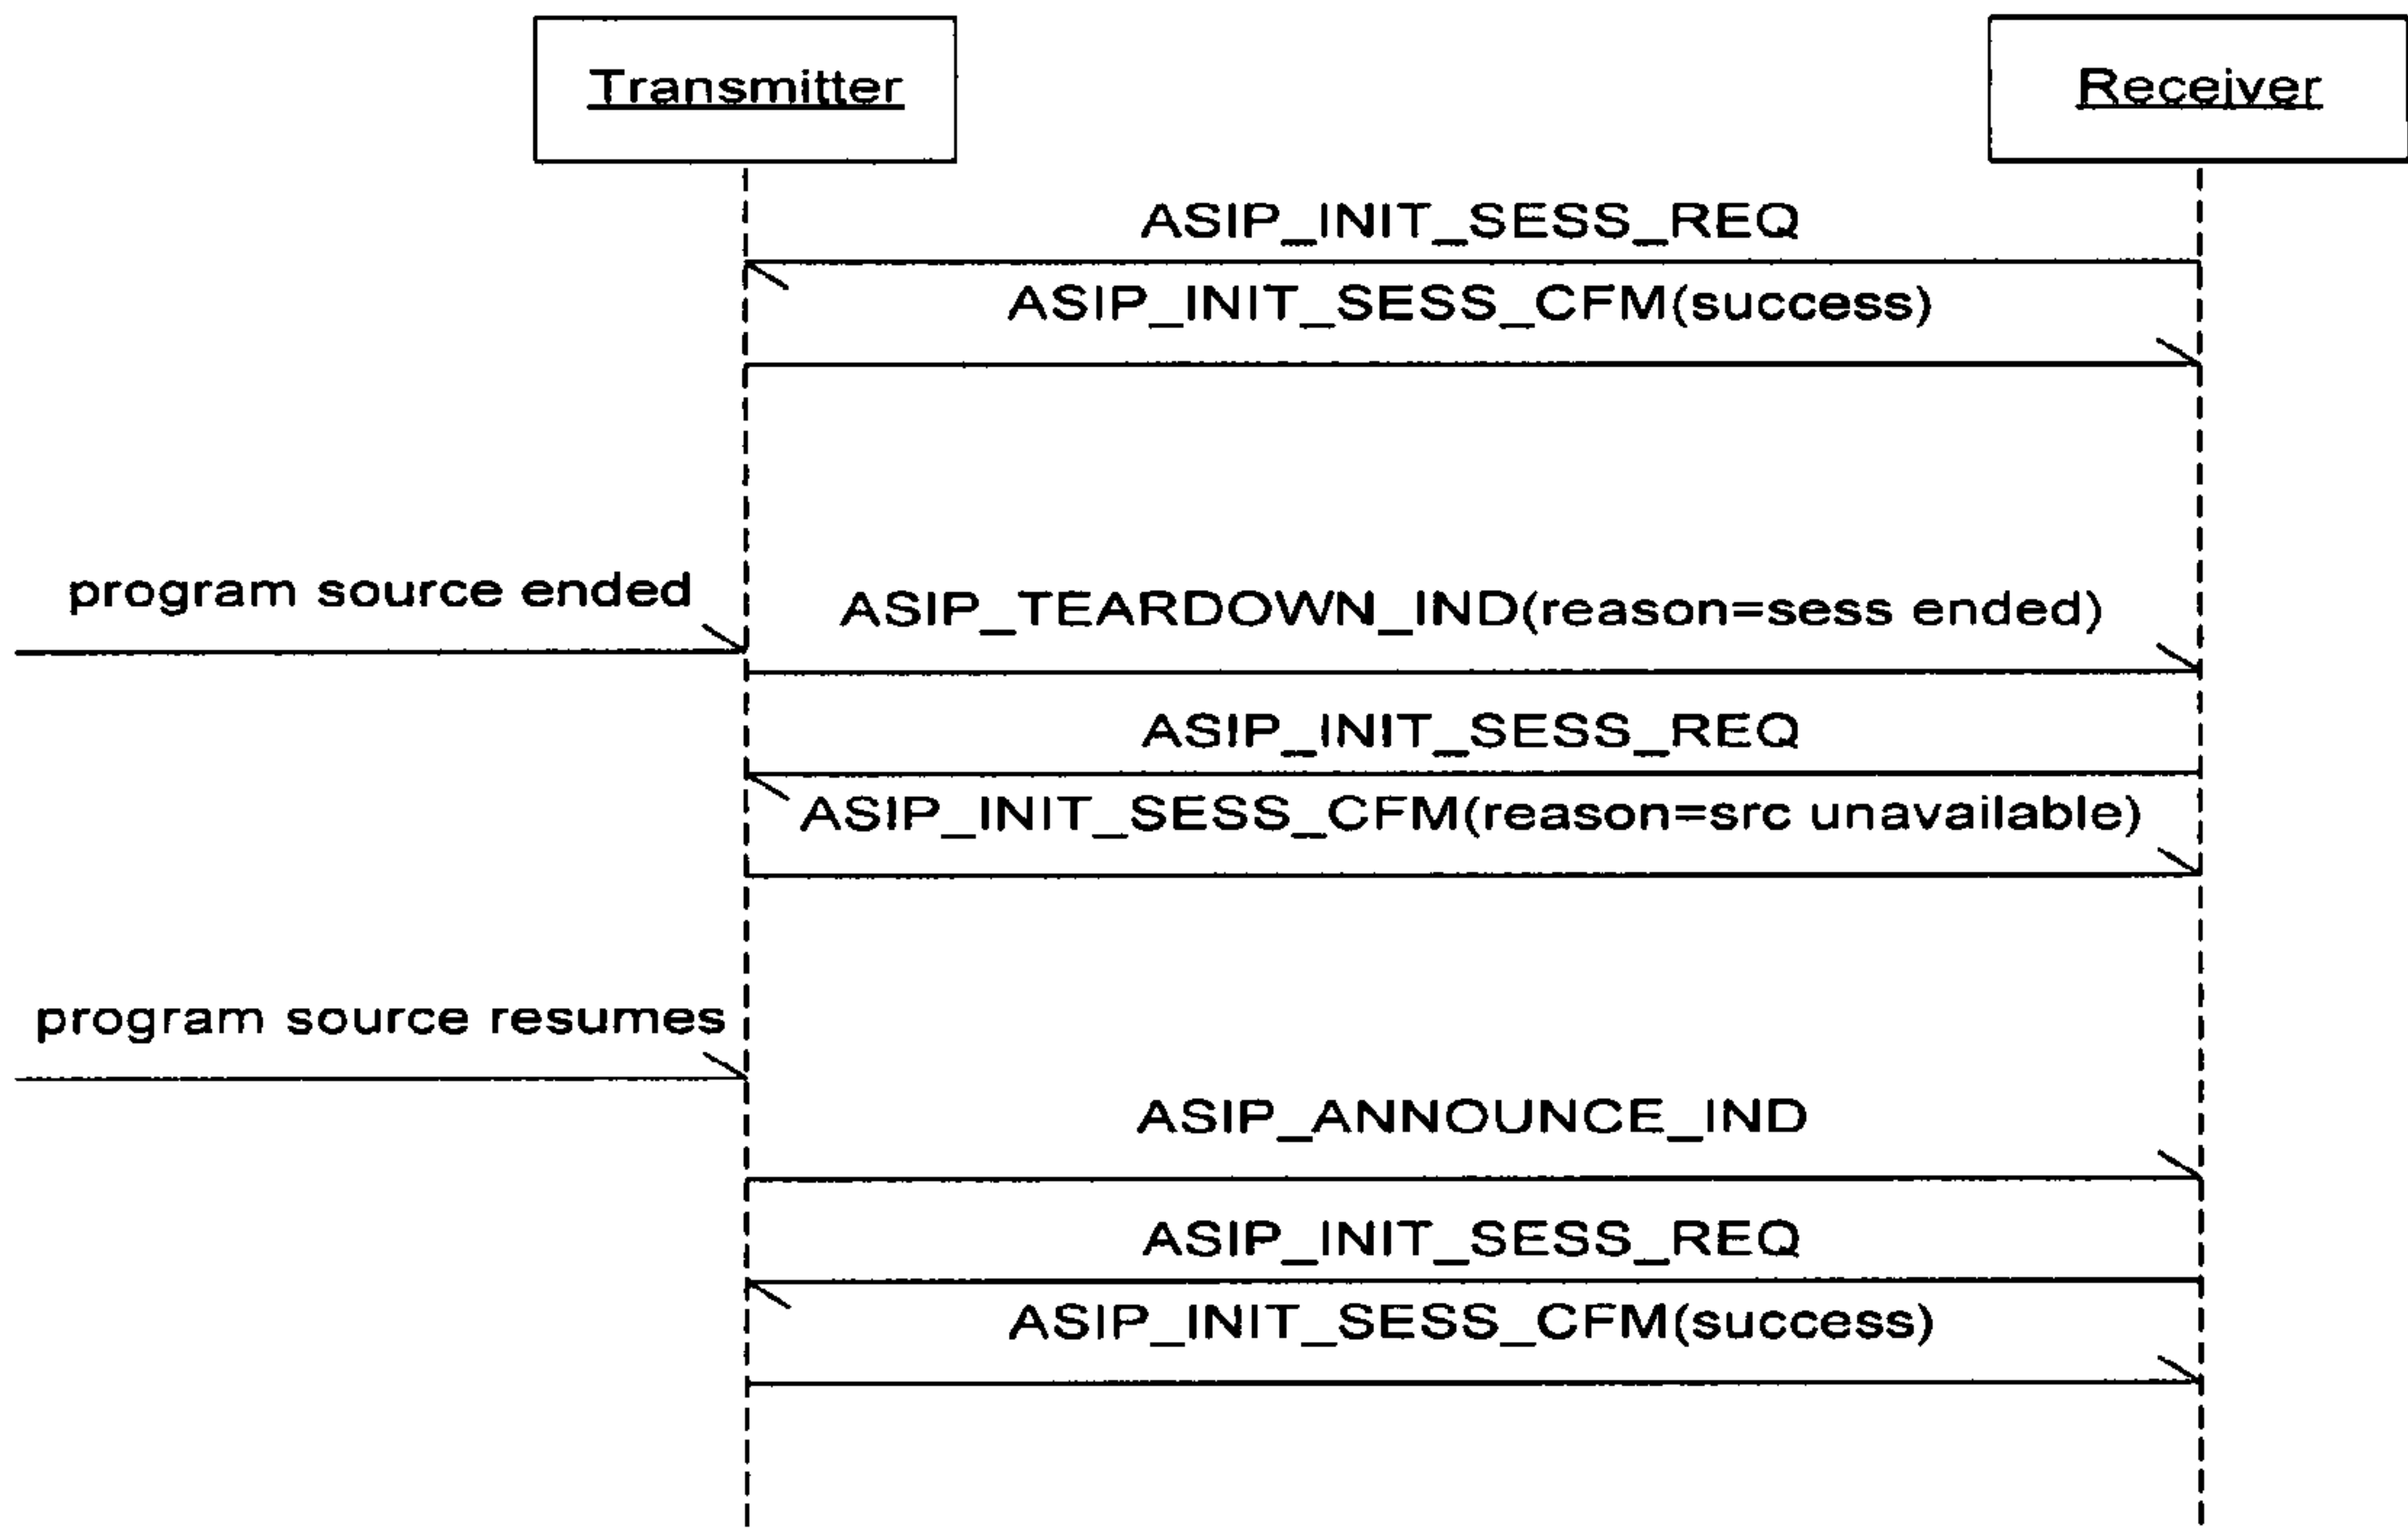 Transmitter
Receiver
ASIP_INIT_SESS_REQ
ASIP_INIT_SESS_CFM(success)
program source ended
ASIP_TEARDOWN_IND(reason=sess ended)
ASIP_INIT_SESS_REQ
ASIP_INIT_SESS_CFM(reason=src unavailable)
program source resumes
ASIP_ANNOUNCE_IND
ASIP_INIT_SESS_REQ
ASIP_INIT_SESS_CFM(success)